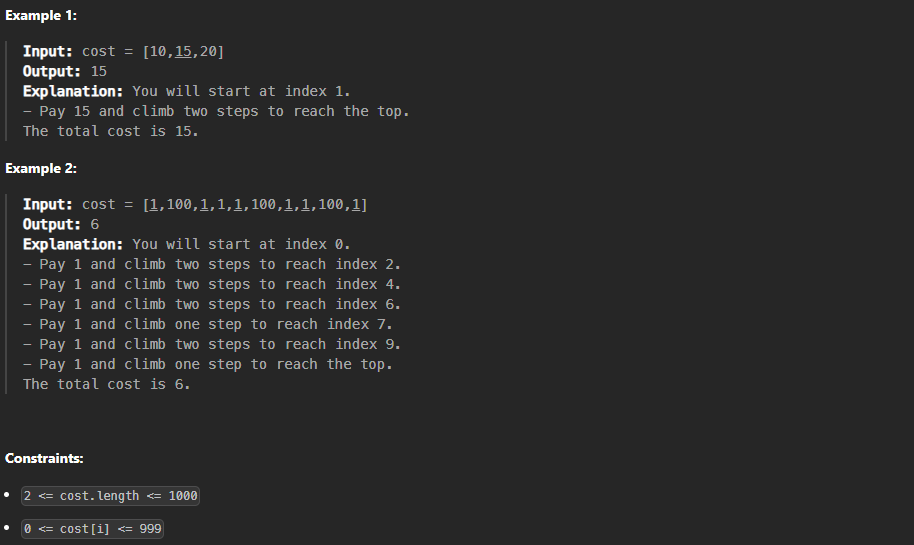 Example 1:
Input: cost = [10,15,20]
Output: 15
Explanation: You will start at index 1.
- Pay 15 and climb two steps to reach the top.
The total cost is 15.
Example 2:
Input: cost = [1,100,1,1,1,100,1,1,100,1]
Output: 6
Explanation: You will start at index 0.
- Pay 1 and climb two steps to reach index 2.
- Pay 1 and climb two steps to reach index 4.
- Pay 1 and climb two steps to reach index 6.
- Pay 1 and climb one step to reach index 7.
- Pay 1 and climb two steps to reach index 9.
- Pay 1 and climb one step to reach the top.
The total cost is 6.
Constraints:
• 2 <= cost.length <= 1000
• 0 <= cost[i] <= 999